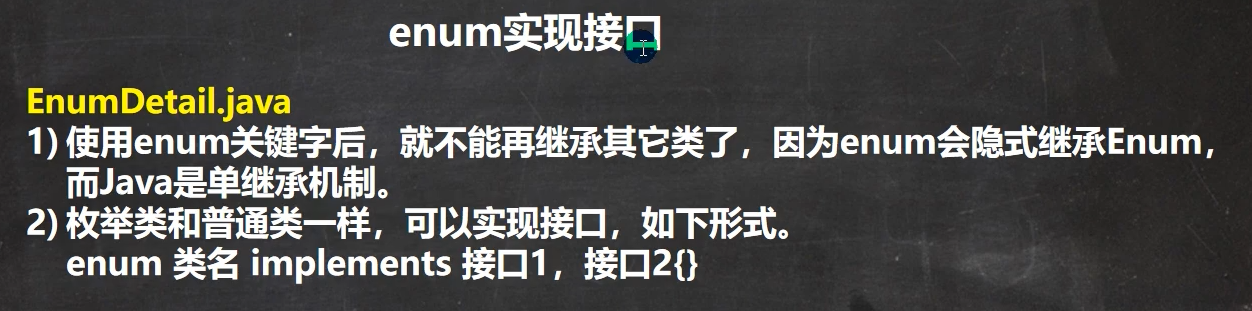 enum实现接口
EnumDetail.java
1) 使用enum关键字后，就不能再继承其它类了，因为enum会隐式继承Enum，
而Java是单继承机制。
2) 枚举类和普通类一样，可以实现接口，如下形式。
enum 类名 implements 接口1，接口2{}